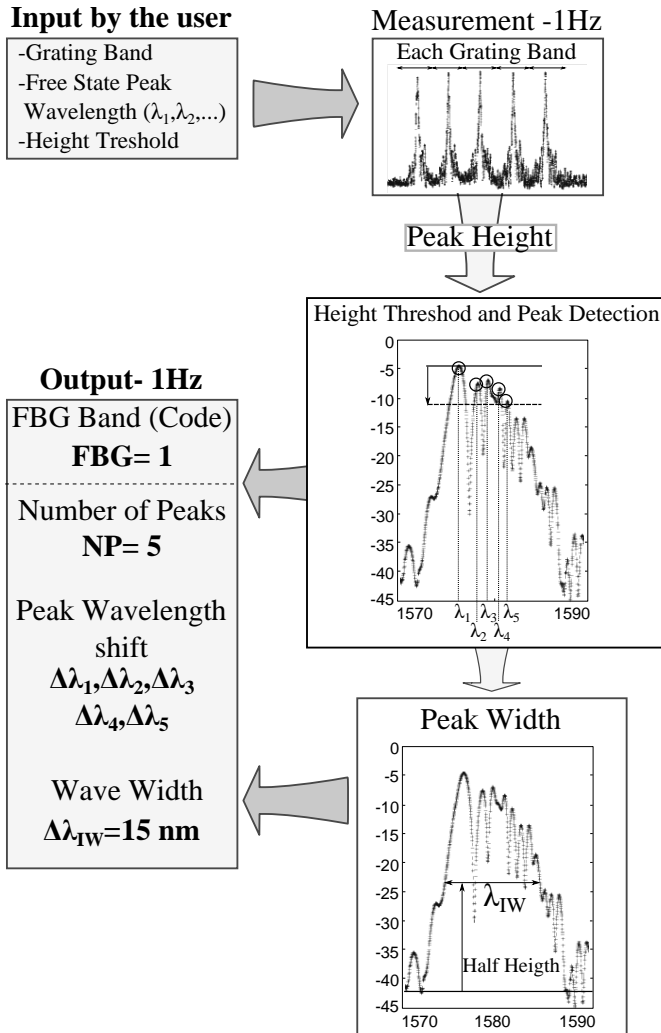 Input by the user
-Grating Band
-Free State Peak
Wavelength (λ1,λ2,...)
-Height Treshold
Measurement -1Hz
Each Grating Band
Peak Height
Height Threshod and Peak Detection
0
-5
-10
-15
-20
-25
-30
-35
-40
-45
1570
1590
λ1
λ2
λ3
λ4
λ5
Output- 1Hz
FBG Band (Code)
FBG= 1
Number of Peaks
NP= 5
Peak Wavelength
shift
Δλ1,Δλ2,Δλ3
Δλ4,Δλ5
Wave Width
ΔλIW=15 nm
Peak Width
0
-5
-10
-15
-20
-25
-30
-35
-40
-45
λIW
Half Heigth
1570
1580
1590